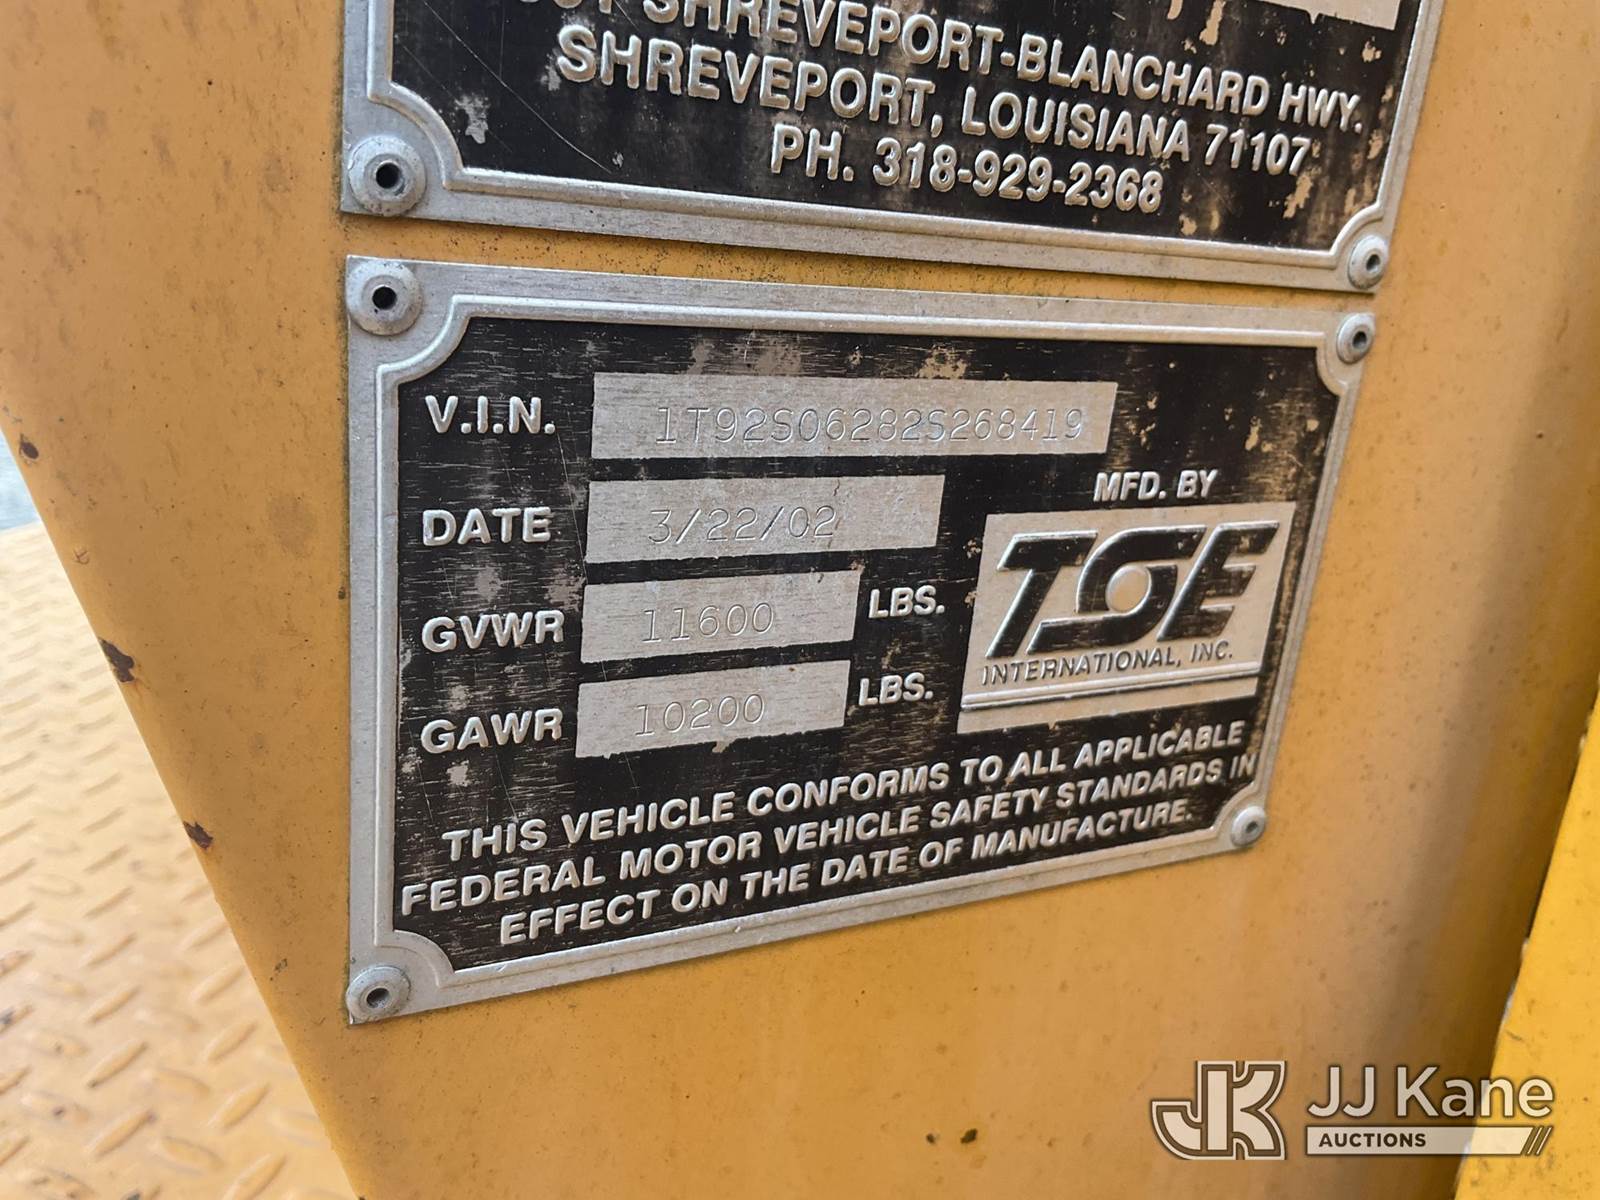 SHREVEPORT-BLANCHARD HWY.
SHREVEPORT, LOUISIANA 71107
PH. 318-929-2368
V.I.N. 1T92S06282S268419
DATE 3/22/02
MFD. BY
GVWR 11600 LBS.
TSE
INTERNATIONAL, INC.
GAWR 10200 LBS.
THIS VEHICLE CONFORMS TO ALL APPLICABLE
FEDERAL MOTOR VEHICLE SAFETY STANDARDS IN
EFFECT ON THE DATE OF MANUFACTURE.
JK JJ Kane
AUCTIONS